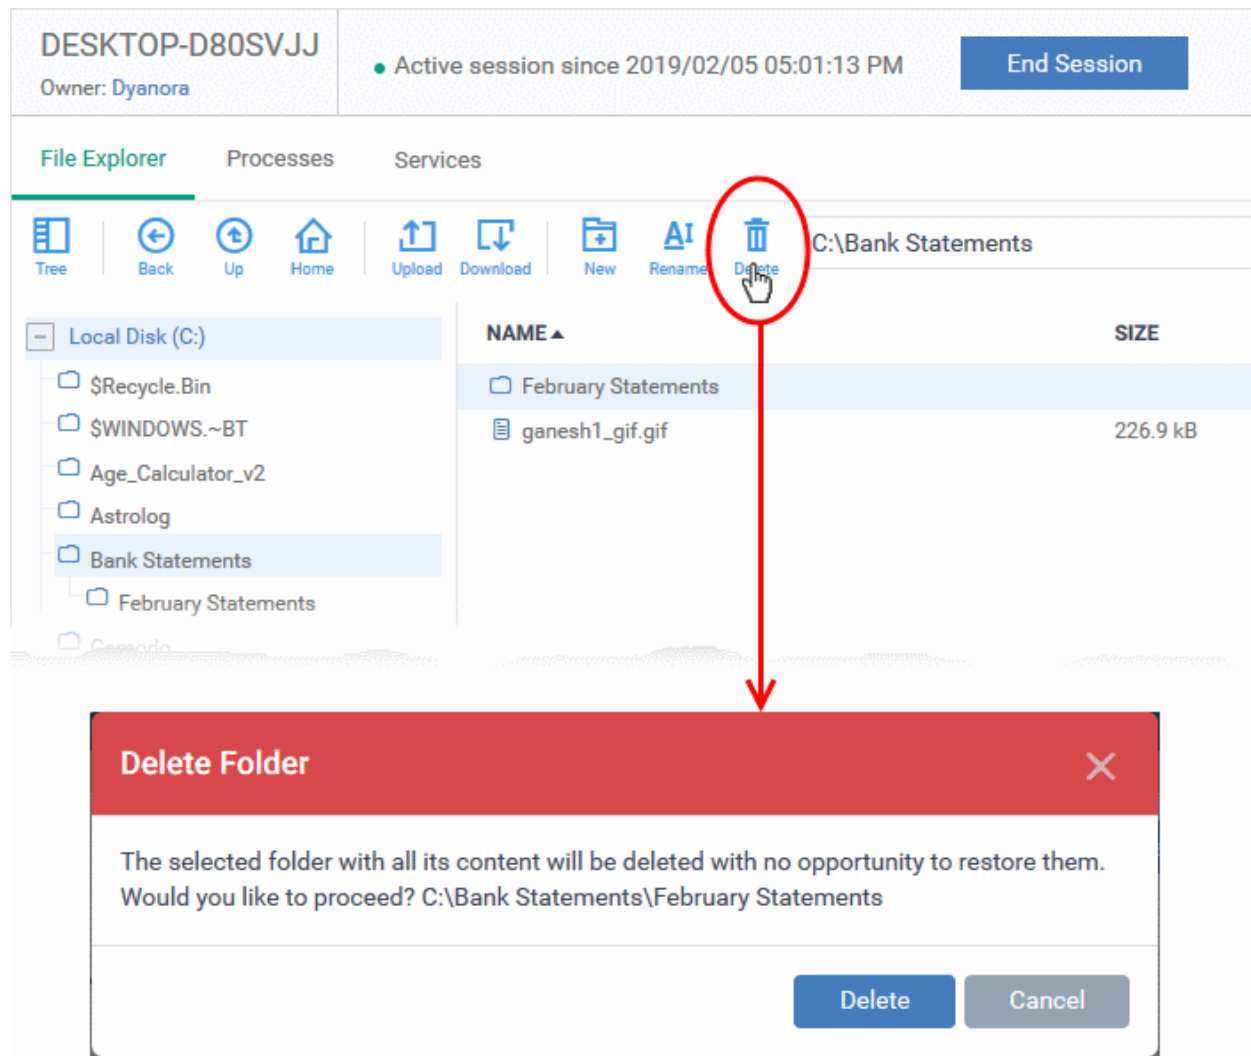 DESKTOP-D80SVJJ
Owner: Dyanora
Active session since 2019/02/05 05:01:13 PM
End Session
File Explorer Processes Services
Tree Back Up Home Upload Download New Rename Delete
C:\Bank Statements
Local Disk (C:)
NAME SIZE
$Recycle.Bin
February Statements
$WINDOWS.~BT
ganesh1_gif.gif 226.9 kB
Age_Calculator_v2
Astrolog
Bank Statements
February Statements
Comodo
Delete Folder
The selected folder with all its content will be deleted with no opportunity to restore them.
Would you like to proceed? C:\Bank Statements\February Statements
Delete Cancel